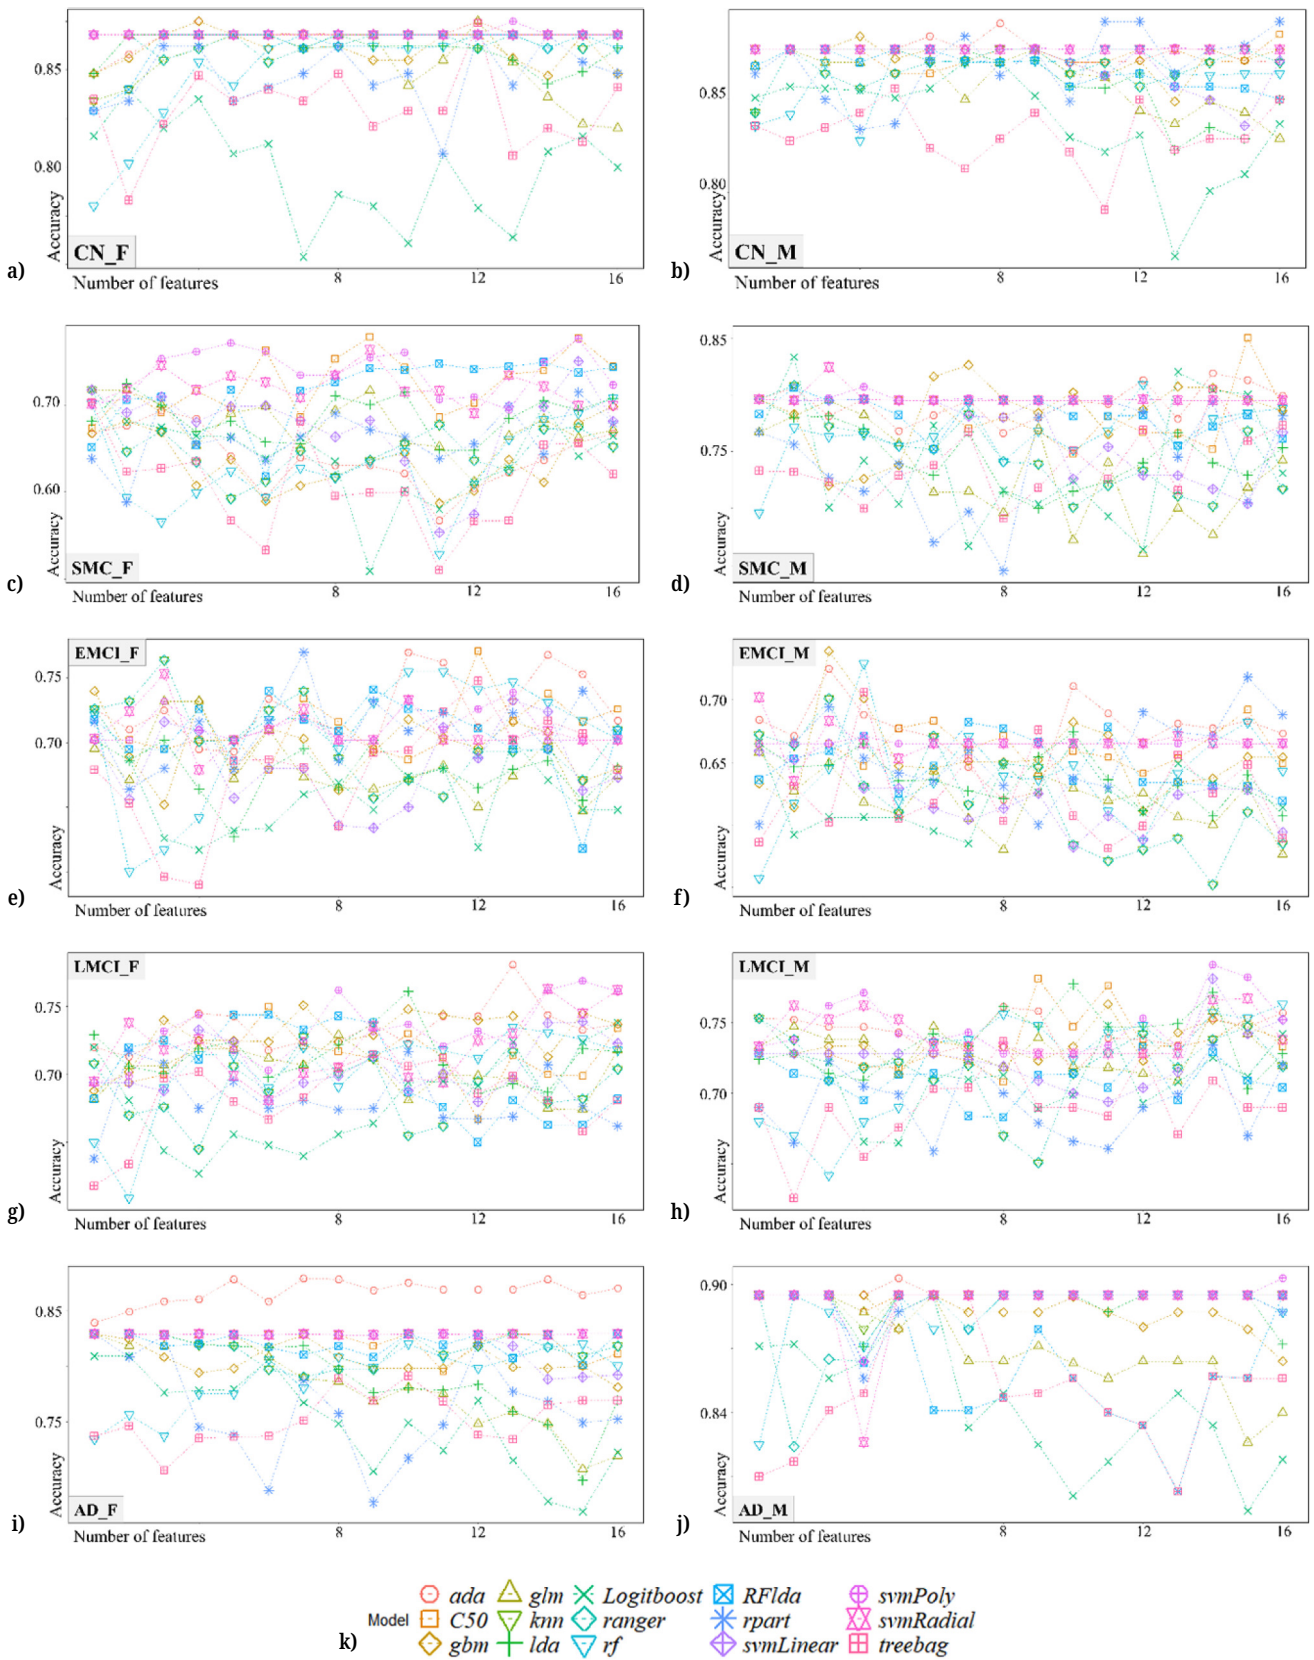 0.85
0.80
Accuracy
CN_F
a)
Number of features
8
12
16
0.85
0.80
Accuracy
CN_M
b)
Number of features
8
12
16
0.70
0.60
Accuracy
SMC_F
c)
Number of features
8
12
16
0.85
0.75
Accuracy
SMC_M
d)
Number of features
8
12
16
EMCI_F
0.75
0.70
Accuracy
e)
Number of features
8
12
16
EMCI_M
0.70
0.65
Accuracy
f)
Number of features
8
12
16
LMCI_F
0.75
0.70
Accuracy
g)
Number of features
8
12
16
LMCI_M
0.75
0.70
Accuracy
h)
Number of features
8
12
16
0.85
0.75
Accuracy
AD_F
i)
Number of features
8
12
16
0.90
0.84
Accuracy
AD_M
j)
Number of features
8
12
16
k)
Model
ada glm Logitboost RFlda svmPoly
C50 knn ranger rpart svmRadial
gbm lda rf svmLinear treebag